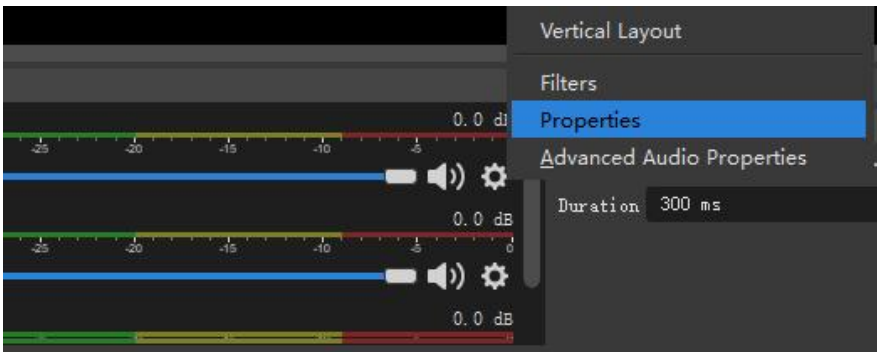 Vertical Layout
Filters
Properties
Advanced Audio Properties
0.0 d
-25 -20 -15 -10 -5
Duration 300 ms
0.0 dB
-25 -20 -15 -10 -5 0
0.0 dB